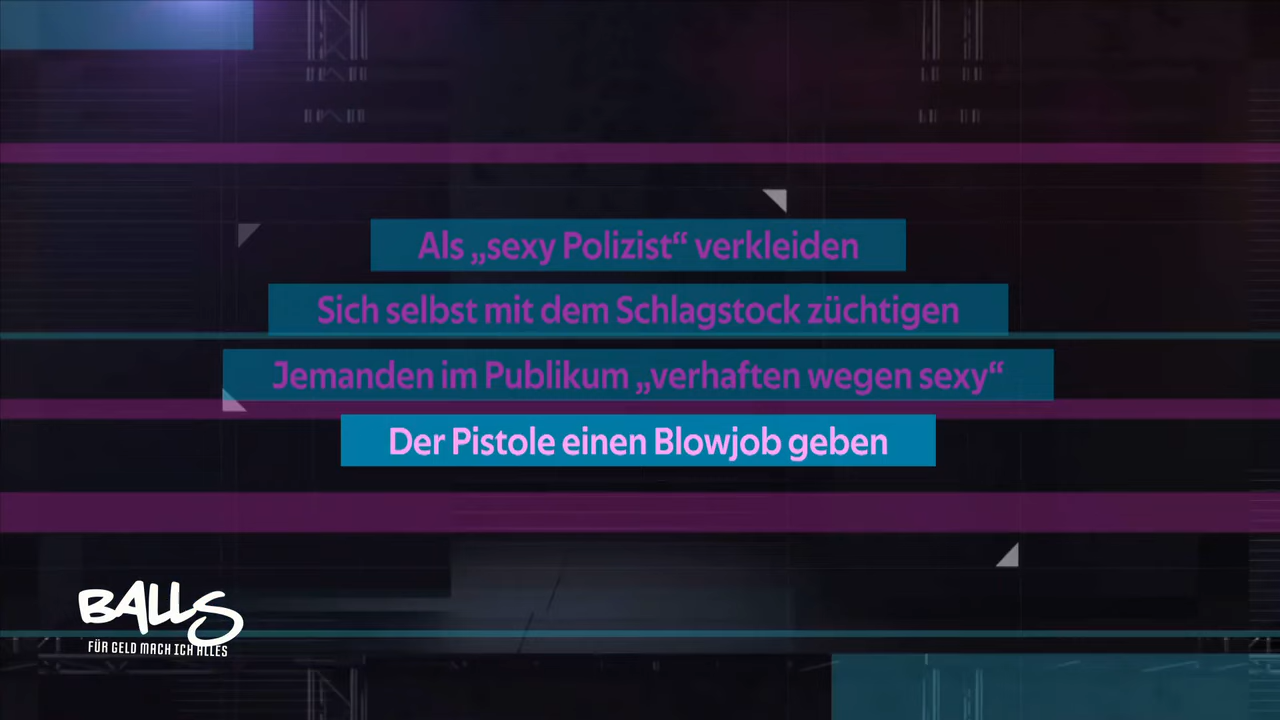 Als „sexy Polizist“ verkleiden
Sich selbst mit dem Schlagstock züchtigen
Jemanden im Publikum „verhaften wegen sexy“
Der Pistole einen Blowjob geben
BALLS
FÜR GELD MACH ICH ALLES